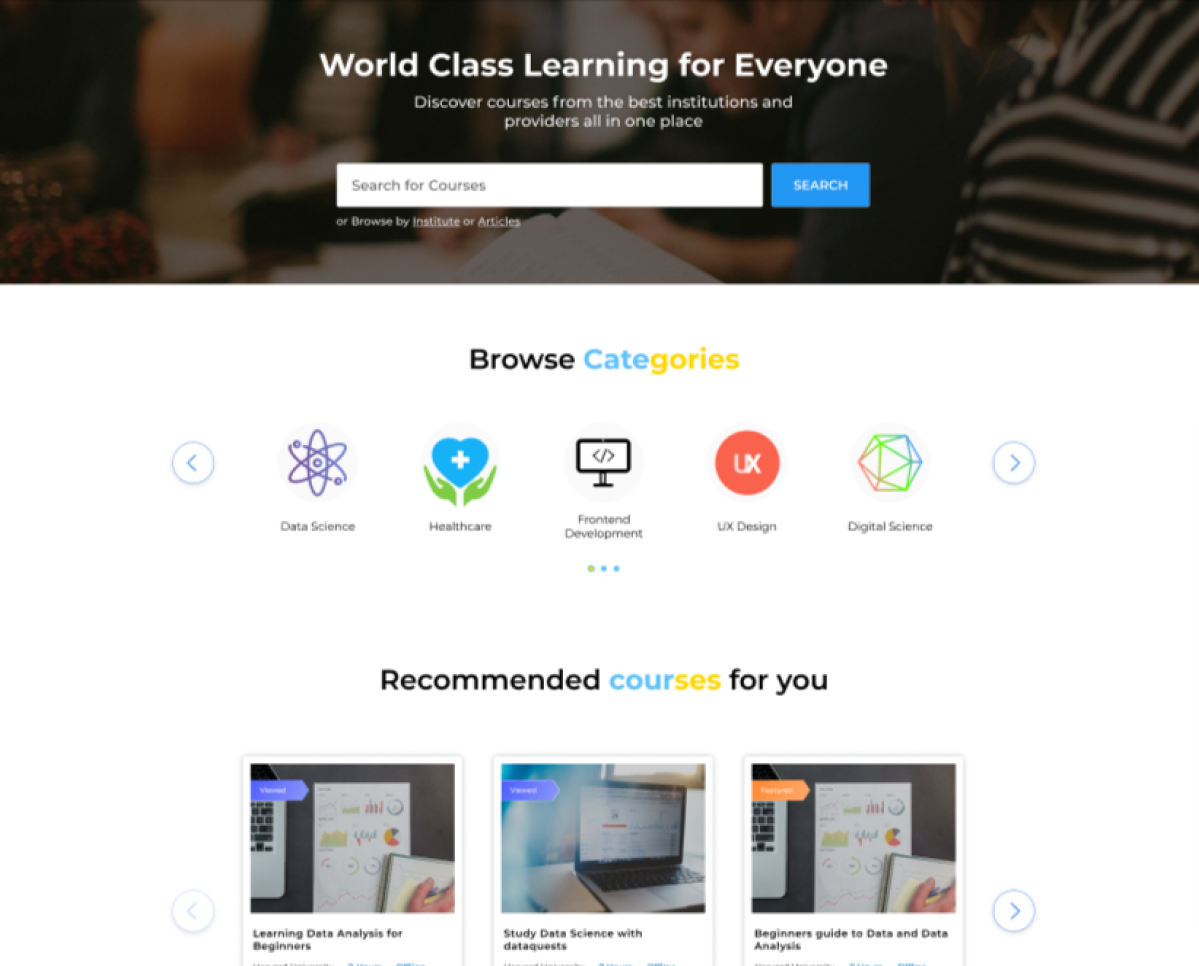 World Class Learning for Everyone
Discover courses from the best institutions and
providers all in one place
Search for Courses
SEARCH
or Browse by Institute or Articles
Browse Categories
UX
Data Science
Healthcare
Frontend
Development
UX Design
Digital Science
Recommended courses for you
Viewed
Viewed
Featured
Learning Data Analysis for
Beginners
Study Data Science with
dataquests
Beginners guide to Data and Data
Analysis